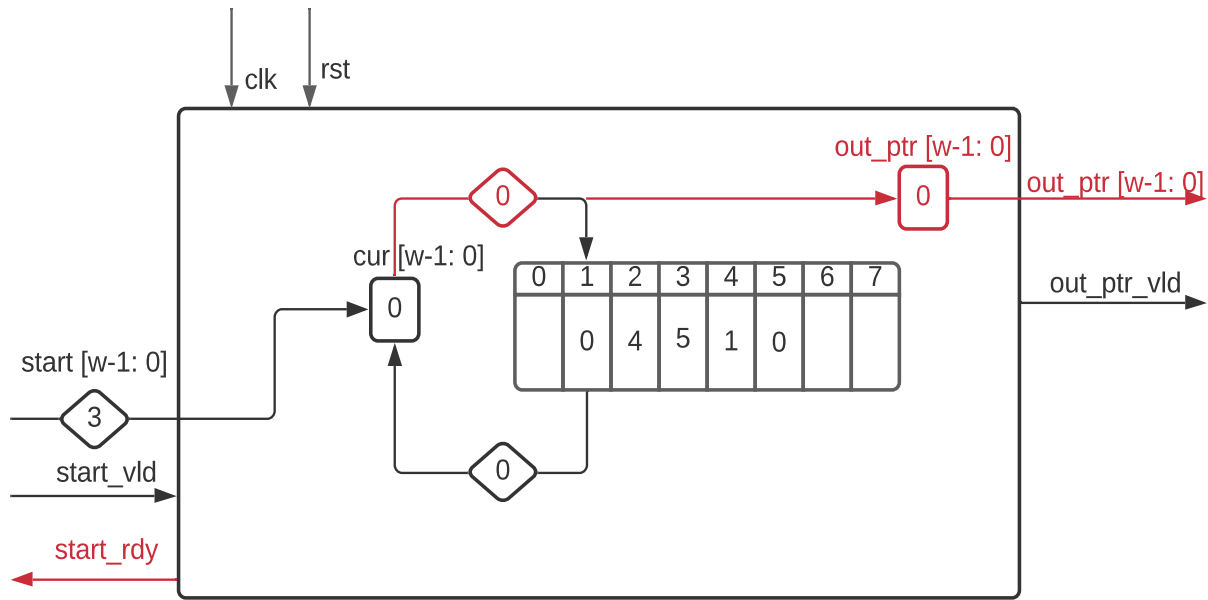 clk
rst
out_ptr [w-1: 0]
0
0
out_ptr [w-1: 0]
cur [w-1: 0]
0 1 2 3 4 5 6 7
out_ptr_vld
0
0 4 5 1 0
start [w-1: 0]
3
start_vld
0
start_rdy